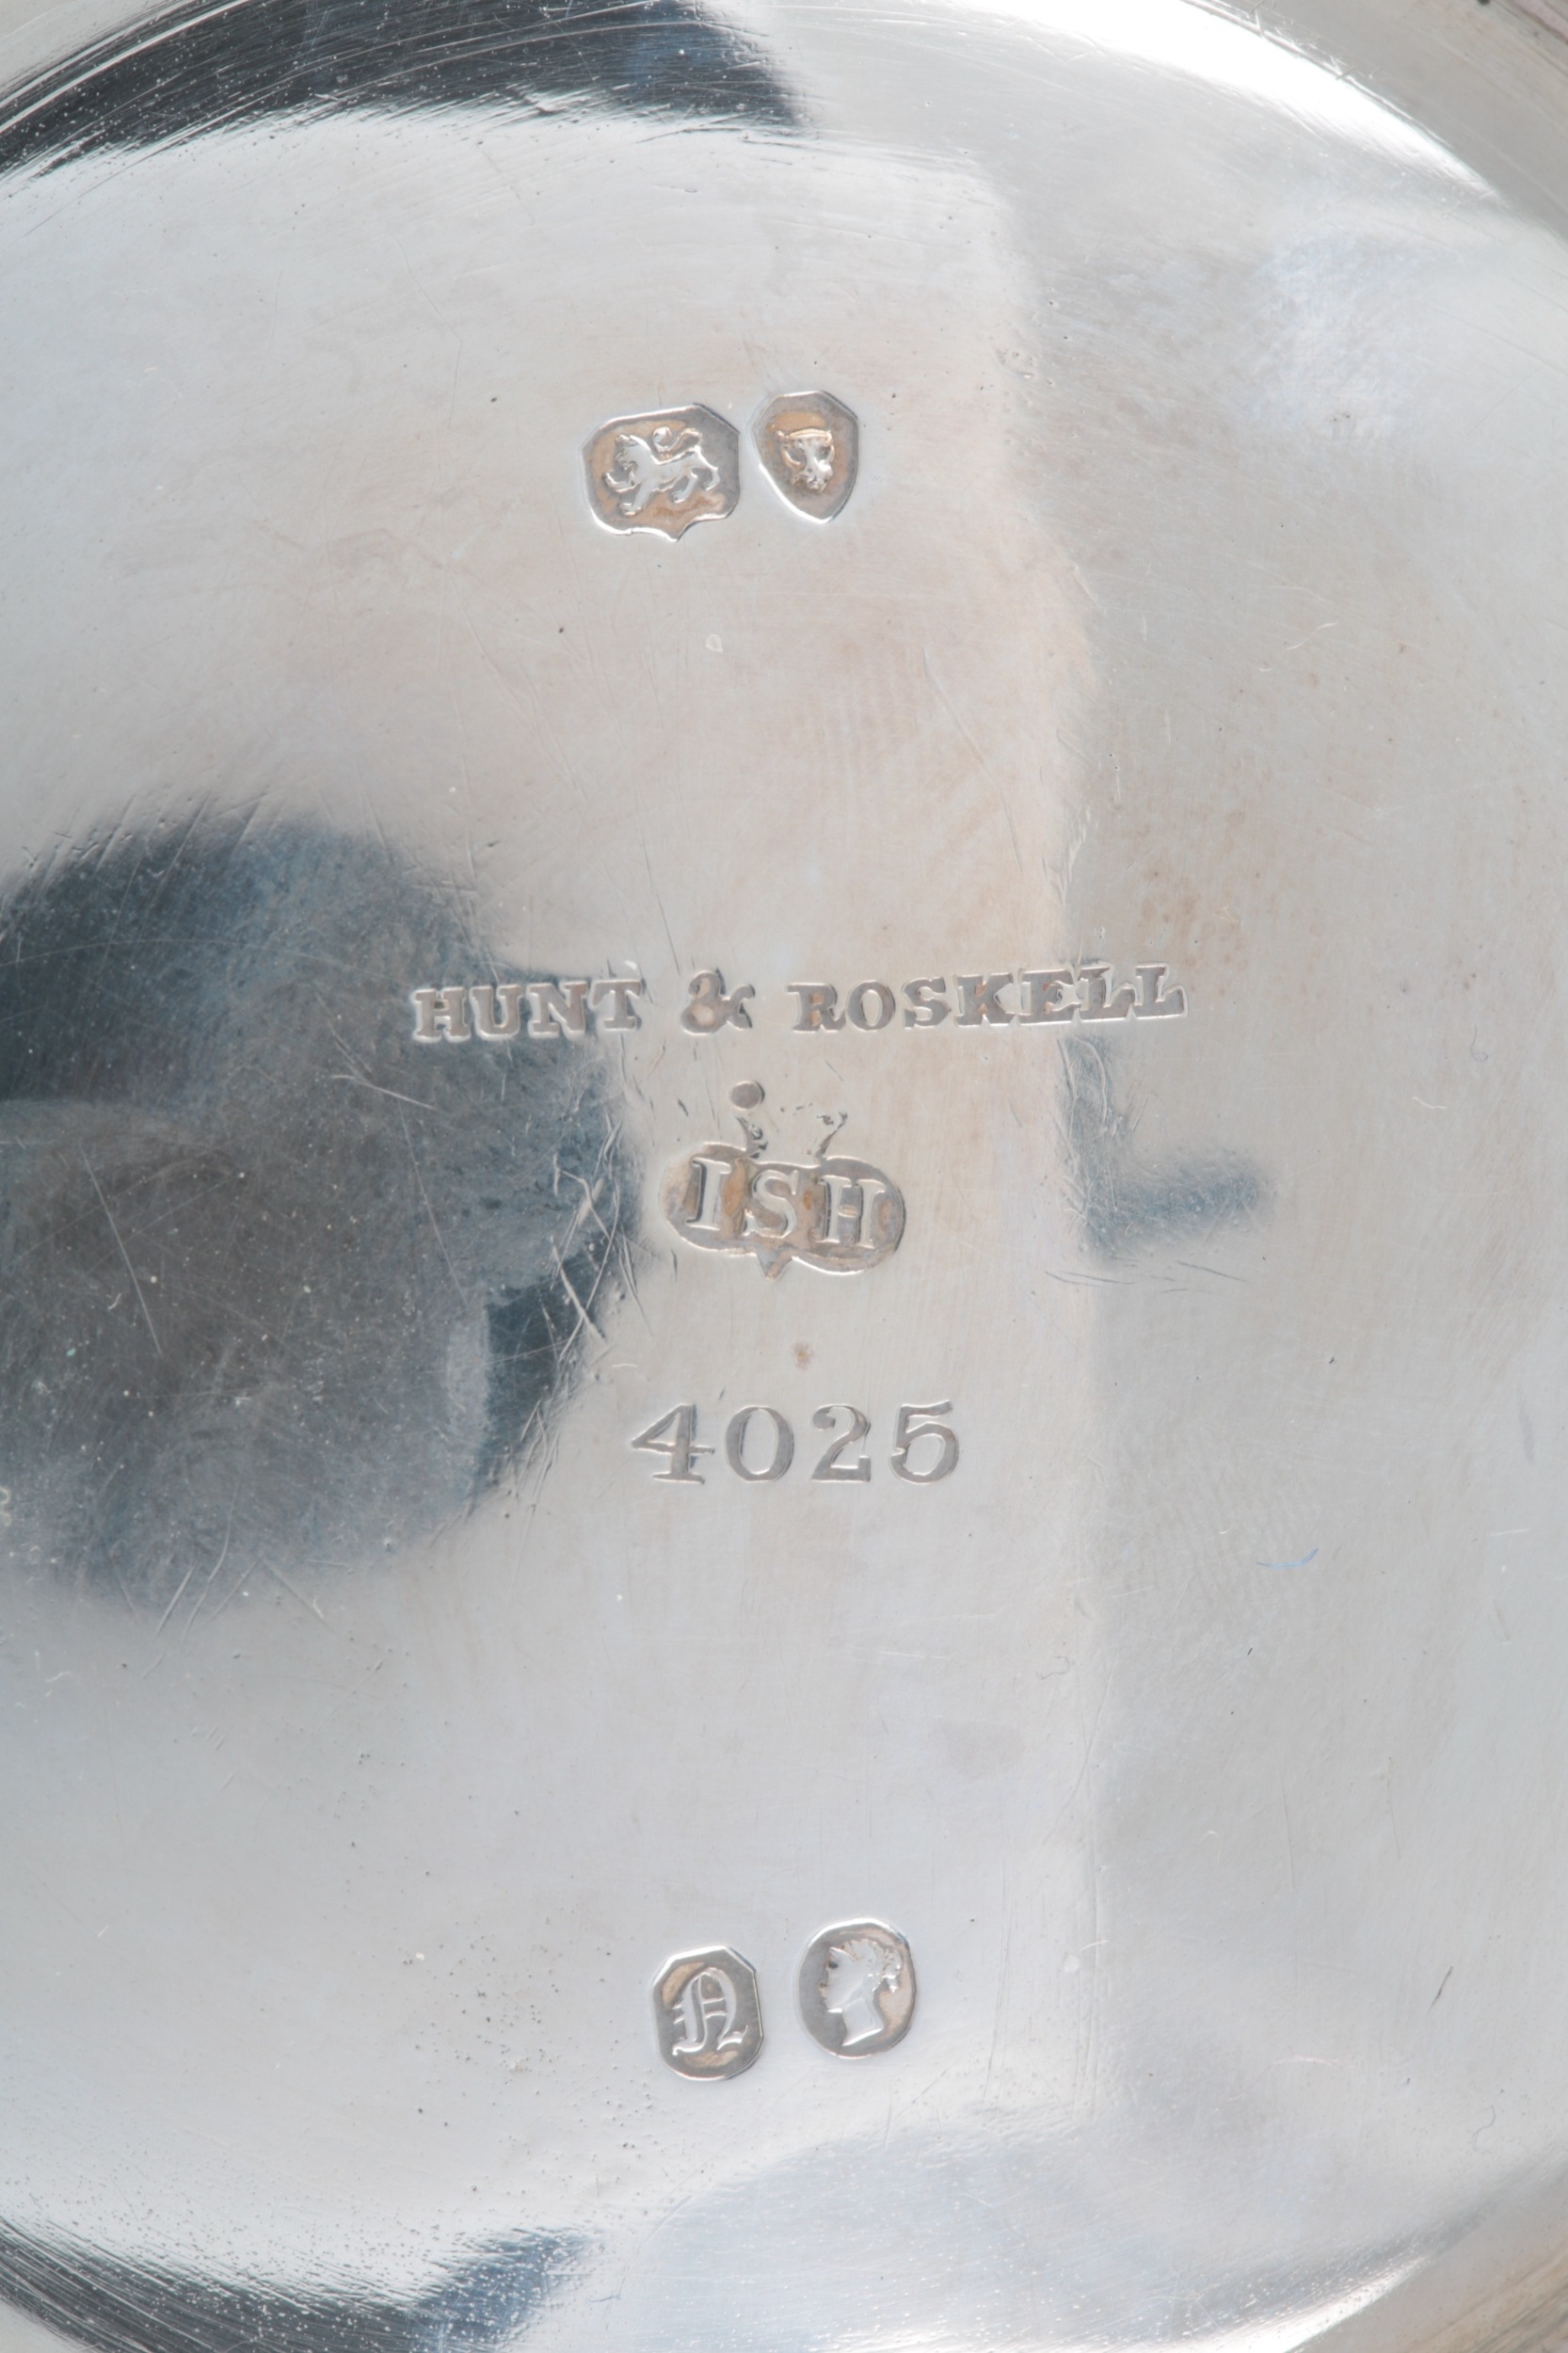 HUNT & ROSKELL
ISH
4025
N